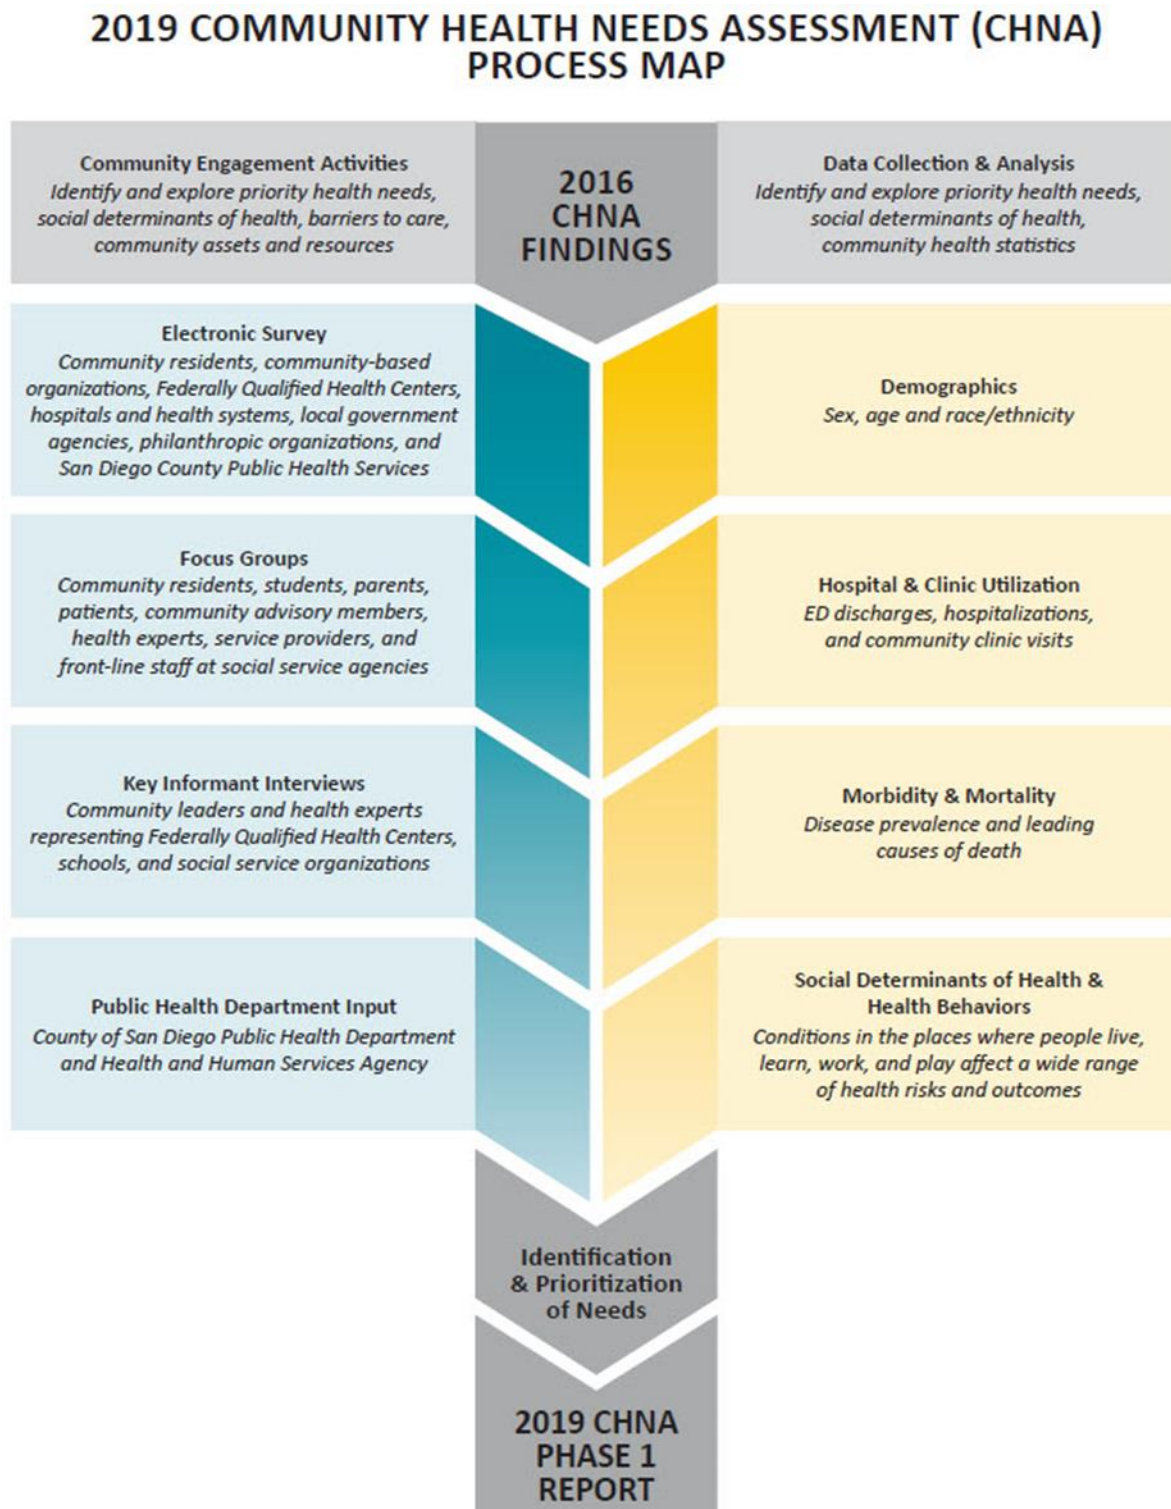 2019 COMMUNITY HEALTH NEEDS ASSESSMENT (CHNA)
PROCESS MAP
Community Engagement Activities
Identify and explore priority health needs,
social determinants of health, barriers to care,
community assets and resources
2016
CHNA
FINDINGS
Data Collection & Analysis
Identify and explore priority health needs,
social determinants of health,
community health statistics
Electronic Survey
Community residents, community-based
organizations, Federally Qualified Health Centers,
hospitals and health systems, local government
agencies, philanthropic organizations, and
San Diego County Public Health Services
Demographics
Sex, age and race/ethnicity
Focus Groups
Community residents, students, parents,
patients, community advisory members,
health experts, service providers, and
front-line staff at social service agencies
Hospital & Clinic Utilization
ED discharges, hospitalizations,
and community clinic visits
Key Informant Interviews
Community leaders and health experts
representing Federally Qualified Health Centers,
schools, and social service organizations
Morbidity & Mortality
Disease prevalence and leading
causes of death
Public Health Department Input
County of San Diego Public Health Department
and Health and Human Services Agency
Social Determinants of Health &
Health Behaviors
Conditions in the places where people live,
learn, work, and play affect a wide range
of health risks and outcomes
Identification
& Prioritization
of Needs
2019 CHNA
PHASE 1
REPORT